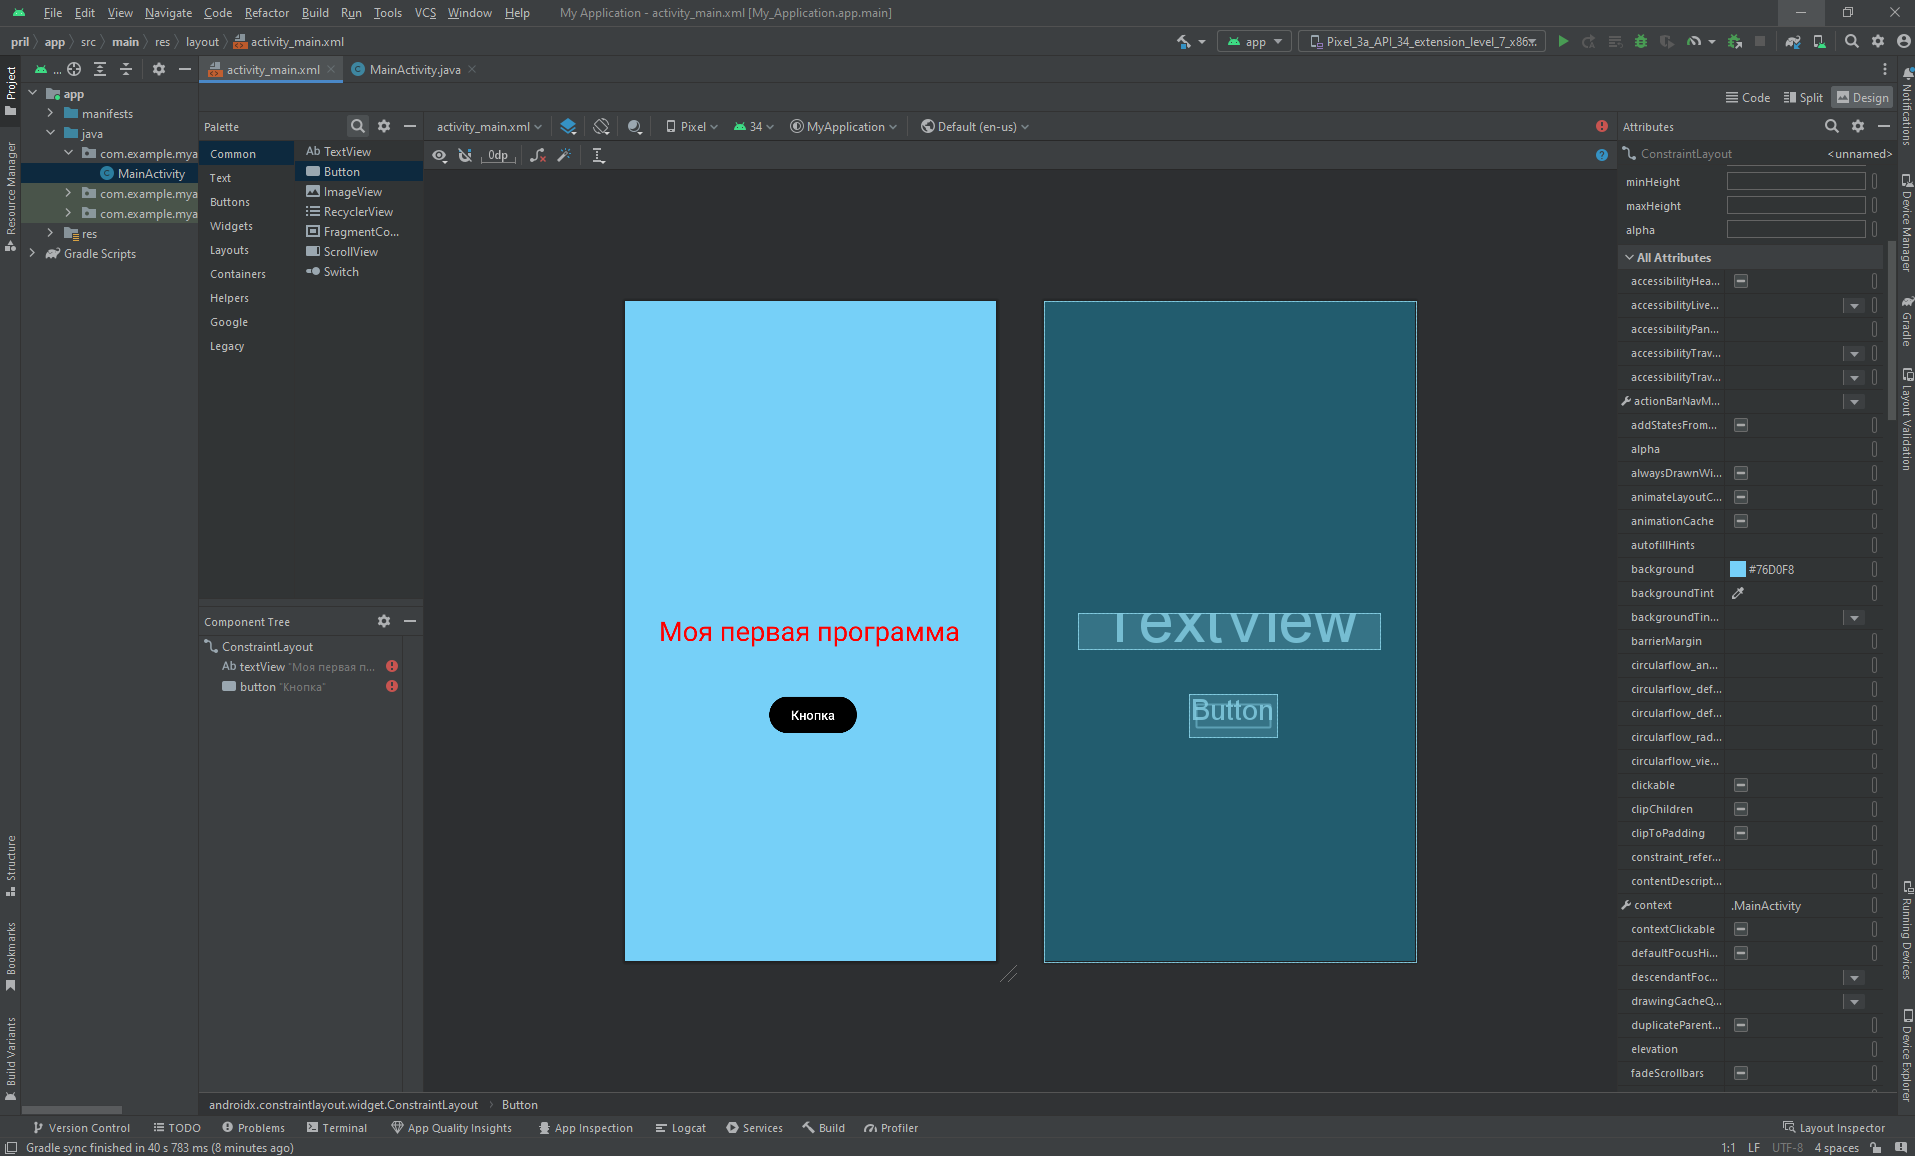 File Edit View Navigate Code Refactor Build Run Tools VCS Window Help My Application - activity_main.xml [My_Application.app.main]
pril app src main res layout activity_main.xml
app Pixel_3a_API_34_extension_level_7_x86...
Project
Resource Manager
Structure
Bookmarks
Build Variants
...
app
manifests
java
com.example.mya
MainActivity
com.example.mya
com.example.mya
res
Gradle Scripts
activity_main.xml MainActivity.java
Code Split Design
Palette
Common
Text
Buttons
Widgets
Layouts
Containers
Helpers
Google
Legacy
Ab TextView
Button
ImageView
RecyclerView
FragmentCo...
ScrollView
Switch
Component Tree
ConstraintLayout
Ab textView "Моя первая п...
button "Кнопка"
activity_main.xml Pixel 34 MyApplication Default (en-us)
0dp
Моя первая программа
Кнопка
TextView
Button
Attributes
ConstraintLayout <unnamed>
minHeight
maxHeight
alpha
All Attributes
accessibilityHea...
accessibilityLive...
accessibilityPan...
accessibilityTrav...
accessibilityTrav...
actionBarNavM...
addStatesFrom...
alpha
alwaysDrawnWi...
animateLayoutC...
animationCache
autofillHints
background #76D0F8
backgroundTint
backgroundTin...
barrierMargin
circularflow_an...
circularflow_def...
circularflow_def...
circularflow_rad...
circularflow_vie...
clickable
clipChildren
clipToPadding
constraint_refer...
contentDescript...
context .MainActivity
contextClickable
defaultFocusHi...
descendantFoc...
drawingCacheQ...
duplicateParent...
elevation
fadeScrollbars
Notifications
Device Manager
Gradle
Layout Validation
Running Devices
Device Explorer
androidx.constraintlayout.widget.ConstraintLayout Button
Version Control TODO Problems Terminal App Quality Insights App Inspection Logcat Services Build Profiler Layout Inspector
Gradle sync finished in 40 s 783 ms (8 minutes ago) 1:1 LF UTF-8 4 spaces